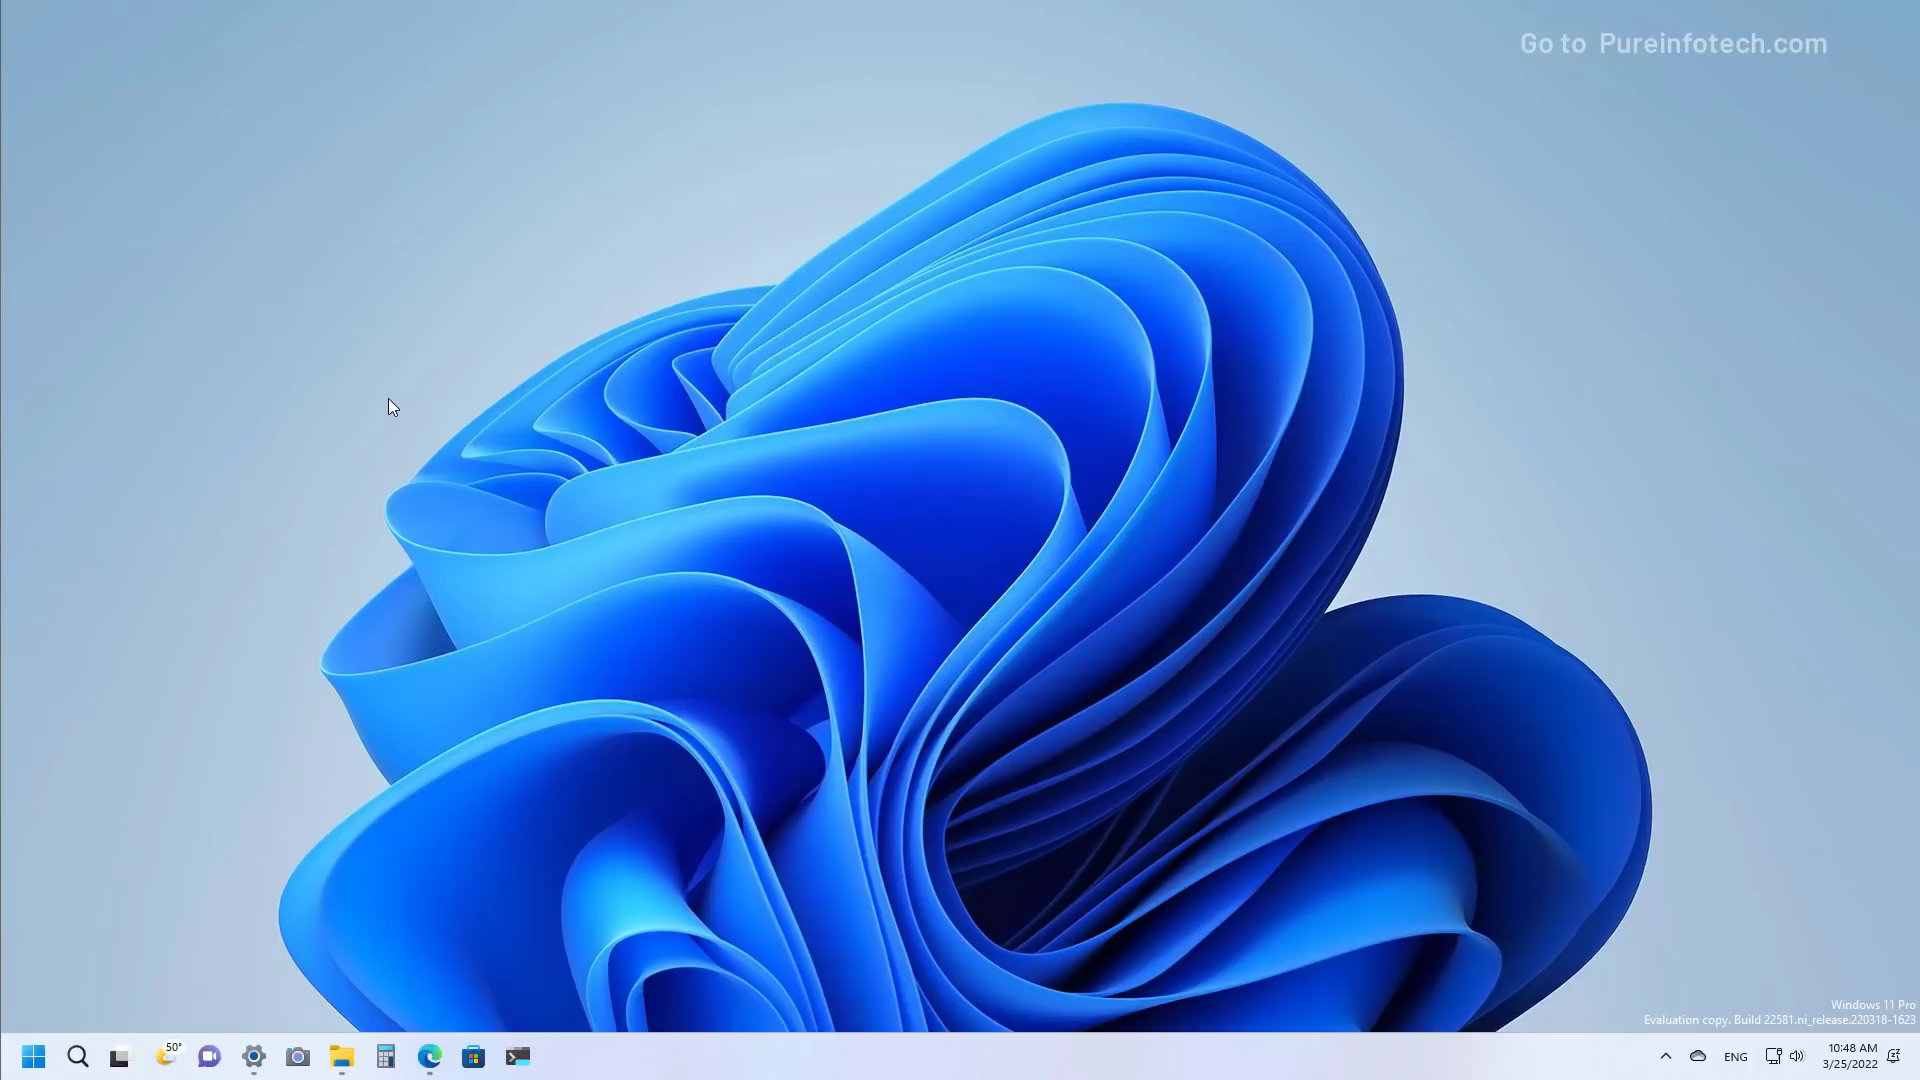 Go to Pureinfotech.com
Windows 11 Pro
Evaluation copy. Build 22581.ni_release.220318-1623
50°
ENG
10:48 AM
3/25/2022